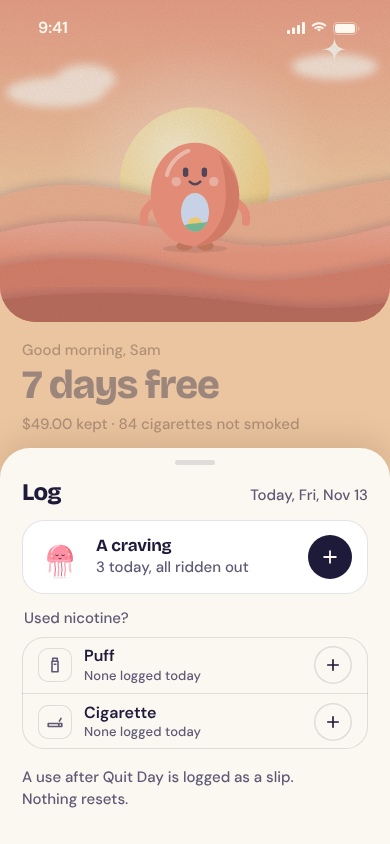 9:41
Good morning, Sam
7 days free
$49.00 kept · 84 cigarettes not smoked
Log
Today, Fri, Nov 13
A craving
3 today, all ridden out
Used nicotine?
Puff
None logged today
Cigarette
None logged today
A use after Quit Day is logged as a slip.
Nothing resets.